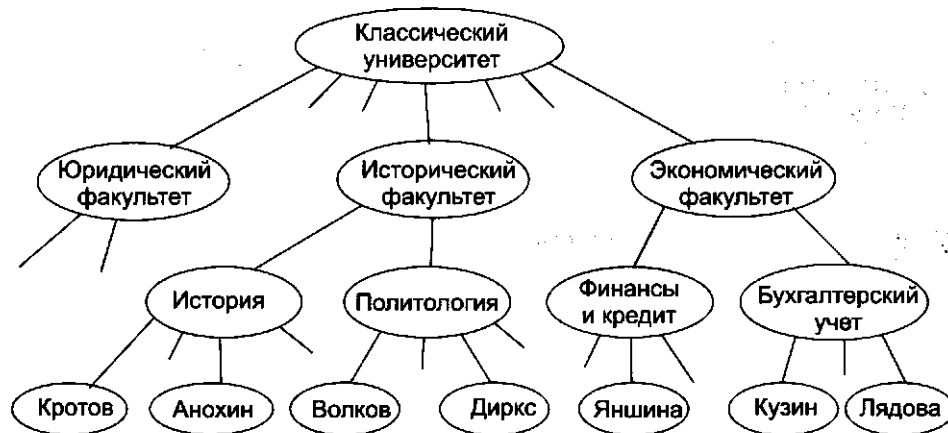 Классический
университет
Юридический
факультет
Исторический
факультет
Экономический
факультет
История
Политология
Финансы
и кредит
Бухгалтерский
учет
Кротов
Анохин
Волков
Диркс
Яншина
Кузин
Лядова